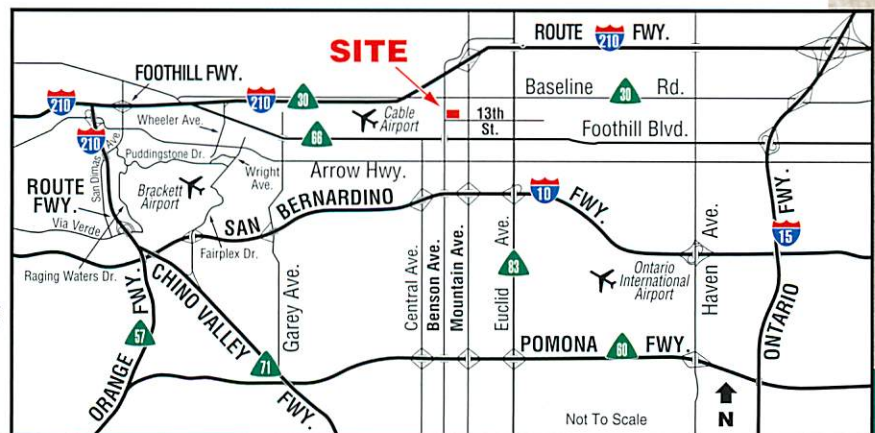 SITE
ROUTE 210 FWY.
FOOTHILL FWY.
210
210
30
Baseline 30 Rd.
Wheeler Ave.
66
Cable
Airport
13th
St.
Foothill Blvd.
210
San Dimas Ave
Puddingstone Dr.
Wright
Ave.
Arrow Hwy.
ROUTE
FWY.
Brackett
Airport
SAN BERNARDINO 10 FWY.
Via Verde
Fairplex Dr.
Raging Waters Dr.
CHINO VALLEY 71 FWY.
ORANGE 57 FWY.
Garey Ave.
Central Ave.
Benson Ave.
Mountain Ave.
Euclid Ave.
83
Ontario
International
Airport
Haven Ave.
ONTARIO 15 FWY.
POMONA 60 FWY.
Not To Scale
N